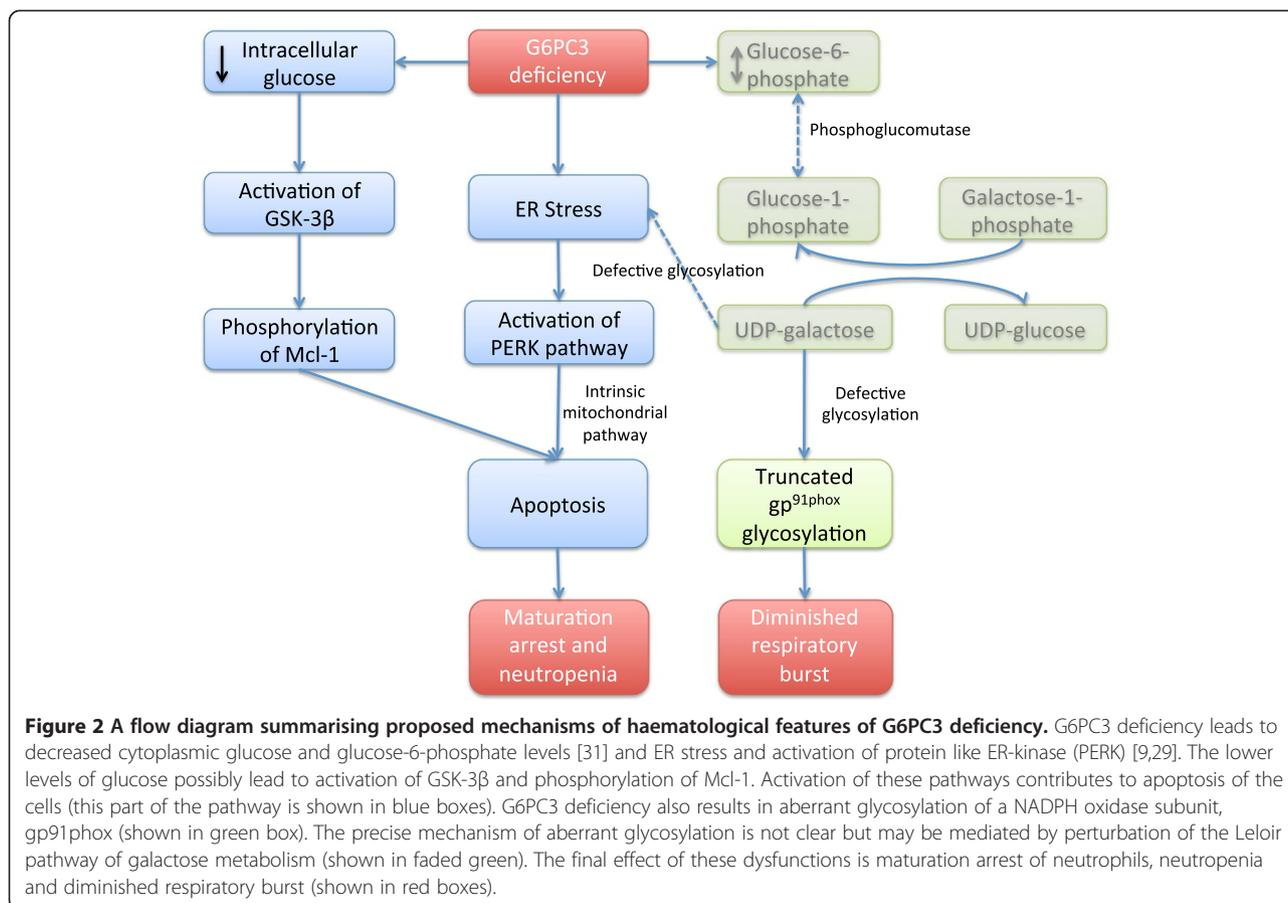 Intracellular
glucose
G6PC3
deficiency
Glucose-6-
phosphate
Phosphoglucomutase
Activation of
GSK-3β
ER Stress
Glucose-1-
phosphate
Galactose-1-
phosphate
Defective glycosylation
Phosphorylation
of Mcl-1
Activation of
PERK pathway
UDP-galactose
UDP-glucose
Intrinsic
mitochondrial
pathway
Defective
glycosylation
Apoptosis
Truncated
gp91phox
glycosylation
Maturation
arrest and
neutropenia
Diminished
respiratory
burst
Figure 2 A flow diagram summarising proposed mechanisms of haematological features of G6PC3 deficiency. G6PC3 deficiency leads to
decreased cytoplasmic glucose and glucose-6-phosphate levels [31] and ER stress and activation of protein like ER-kinase (PERK) [9,29]. The lower
levels of glucose possibly lead to activation of GSK-3β and phosphorylation of Mcl-1. Activation of these pathways contributes to apoptosis of the
cells (this part of the pathway is shown in blue boxes). G6PC3 deficiency also results in aberrant glycosylation of a NADPH oxidase subunit,
gp91phox (shown in green box). The precise mechanism of aberrant glycosylation is not clear but may be mediated by perturbation of the Leloir
pathway of galactose metabolism (shown in faded green). The final effect of these dysfunctions is maturation arrest of neutrophils, neutropenia
and diminished respiratory burst (shown in red boxes).